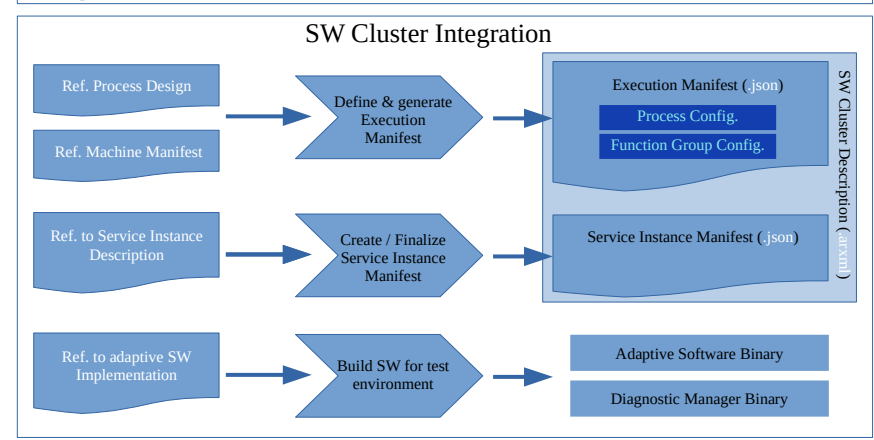 SW Cluster Integration
Ref. Process Design
Ref. Machine Manifest
Define & generate
Execution
Manifest
Execution Manifest (.json)
Process Config.
Function Group Config.
SW Cluster Description (.arxml)
Ref. to Service Instance
Description
Create / Finalize
Service Instance
Manifest
Service Instance Manifest (.json)
Ref. to adaptive SW
Implementation
Build SW for test
environment
Adaptive Software Binary
Diagnostic Manager Binary